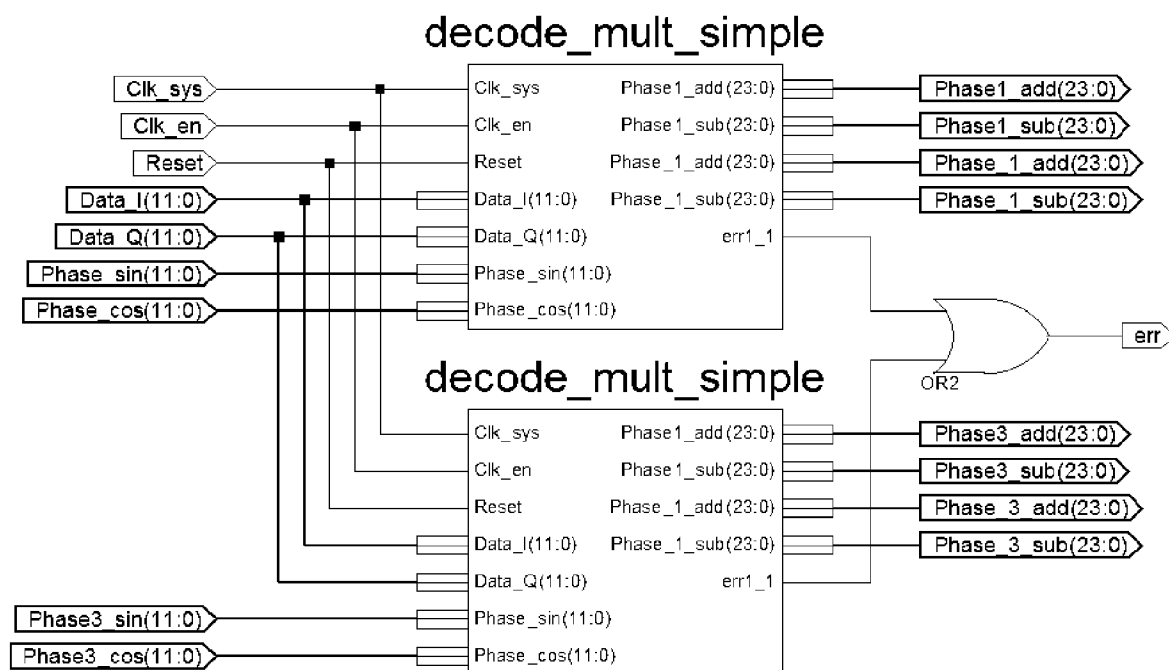 decode_mult_simple
Clk_sys
Clk_en
Reset
Data_I(11:0)
Data_Q(11:0)
Phase_sin(11:0)
Phase_cos(11:0)
Clk_sys
Clk_en
Reset
Data_I(11:0)
Data_Q(11:0)
Phase_sin(11:0)
Phase_cos(11:0)
Phase1_add(23:0)
Phase1_sub(23:0)
Phase_1_add(23:0)
Phase_1_sub(23:0)
err1_1
Phase1_add(23:0)
Phase1_sub(23:0)
Phase_1_add(23:0)
Phase_1_sub(23:0)
OR2
err
decode_mult_simple
Phase3_sin(11:0)
Phase3_cos(11:0)
Clk_sys
Clk_en
Reset
Data_I(11:0)
Data_Q(11:0)
Phase_sin(11:0)
Phase_cos(11:0)
Phase1_add(23:0)
Phase1_sub(23:0)
Phase_1_add(23:0)
Phase_1_sub(23:0)
err1_1
Phase3_add(23:0)
Phase3_sub(23:0)
Phase_3_add(23:0)
Phase_3_sub(23:0)